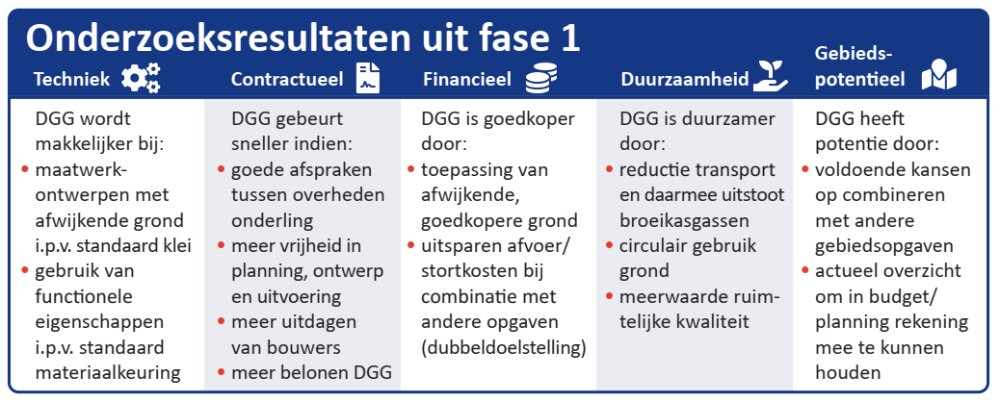 Onderzoeksresultaten uit fase 1
Techniek
DGG wordt
makkelijker bij:
• maatwerk-
ontwerpen met
afwijkende grond
i.p.v. standaard klei
• gebruik van
functionele
eigenschappen
i.p.v. standaard
materiaalkeuring
Contractueel
DGG gebeurt
sneller indien:
• goede afspraken
tussen overheden
onderling
• meer vrijheid in
planning, ontwerp
en uitvoering
• meer uitdagen
van bouwers
• meer belonen DGG
Financieel
DGG is goedkoper
door:
• toepassing van
afwijkende,
goedkopere grond
• uitsparen afvoer/
stortkosten bij
combinatie met
andere opgaven
(dubbeldoelstelling)
Duurzaamheid
DGG is duurzamer
door:
• reductie transport
en daarmee uitstoot
broeikasgassen
• circulair gebruik
grond
• meerwaarde ruim-
telijke kwaliteit
Gebieds-
potentieel
DGG heeft
potentie door:
• voldoende kansen
op combineren
met andere
gebiedsopgaven
• actueel overzicht
om in budget/
planning rekening
mee te kunnen
houden